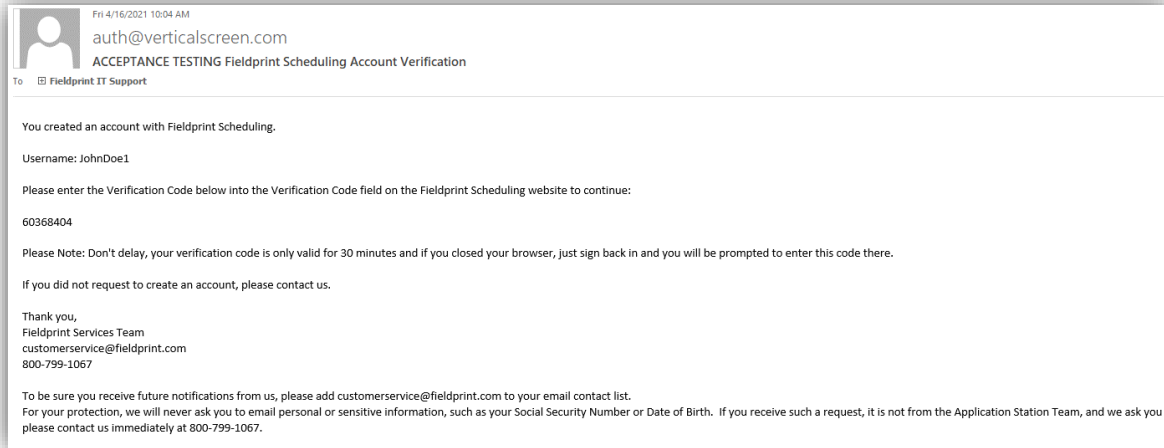 Fri 4/16/2021 10:04 AM
auth@verticalscreen.com
ACCEPTANCE TESTING Fieldprint Scheduling Account Verification
To Fieldprint IT Support
You created an account with Fieldprint Scheduling.
Username: JohnDoe1
Please enter the Verification Code below into the Verification Code field on the Fieldprint Scheduling website to continue:
60368404
Please Note: Don't delay, your verification code is only valid for 30 minutes and if you closed your browser, just sign back in and you will be prompted to enter this code there.
If you did not request to create an account, please contact us.
Thank you,
Fieldprint Services Team
customerservice@fieldprint.com
800-799-1067
To be sure you receive future notifications from us, please add customerservice@fieldprint.com to your email contact list.
For your protection, we will never ask you to email personal or sensitive information, such as your Social Security Number or Date of Birth.  If you receive such a request, it is not from the Application Station Team, and we ask you
please contact us immediately at 800-799-1067.